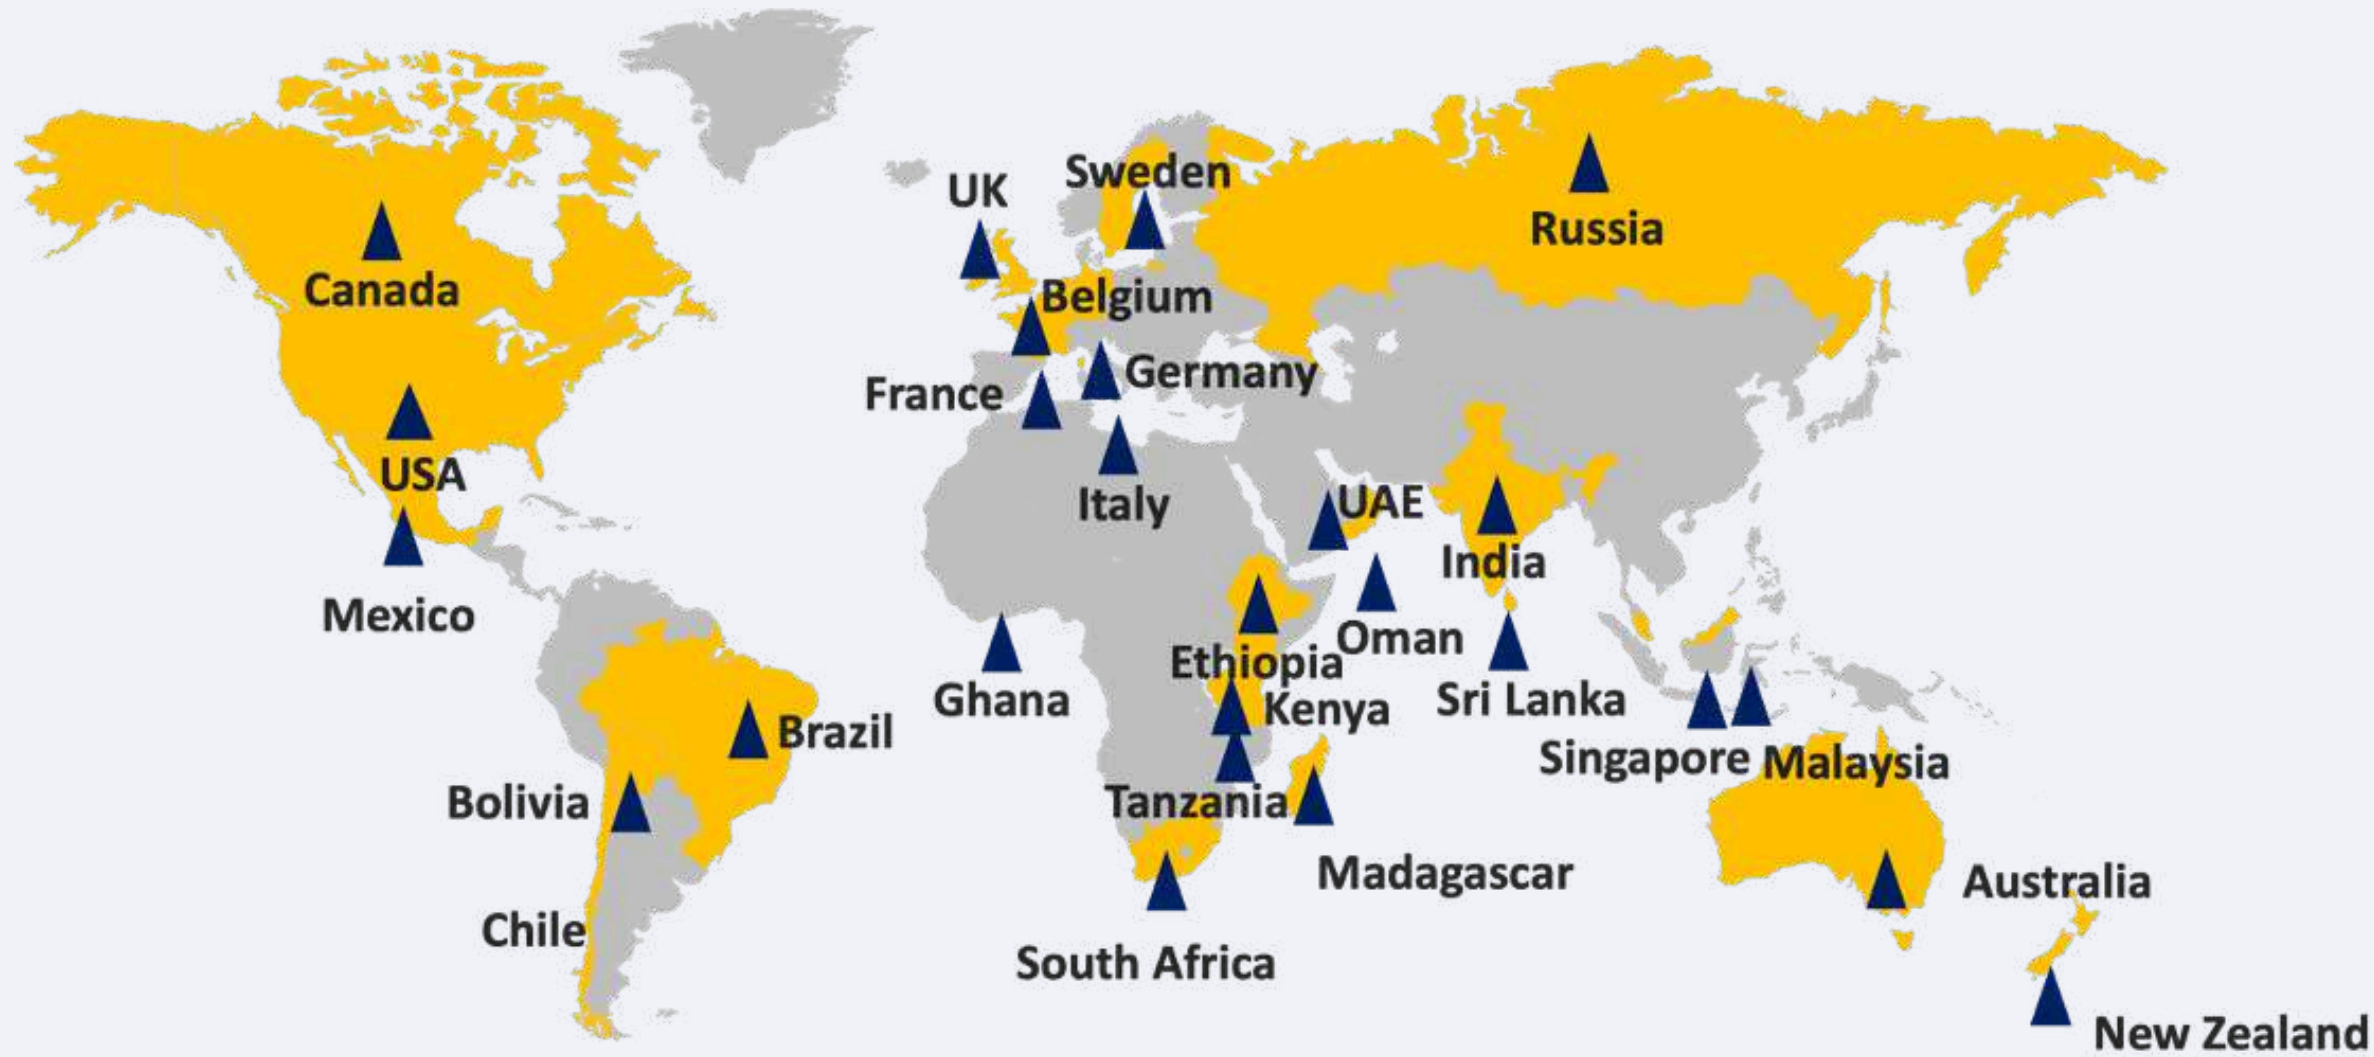 Sweden
UK
Russia
Canada
Belgium
Germany
France
USA
UAE
Italy
India
Mexico
Oman
Ethiopia
Ghana
Sri Lanka
Kenya
Brazil
Singapore
Malaysia
Bolivia
Tanzania
Madagascar
Australia
Chile
South Africa
New Zealand